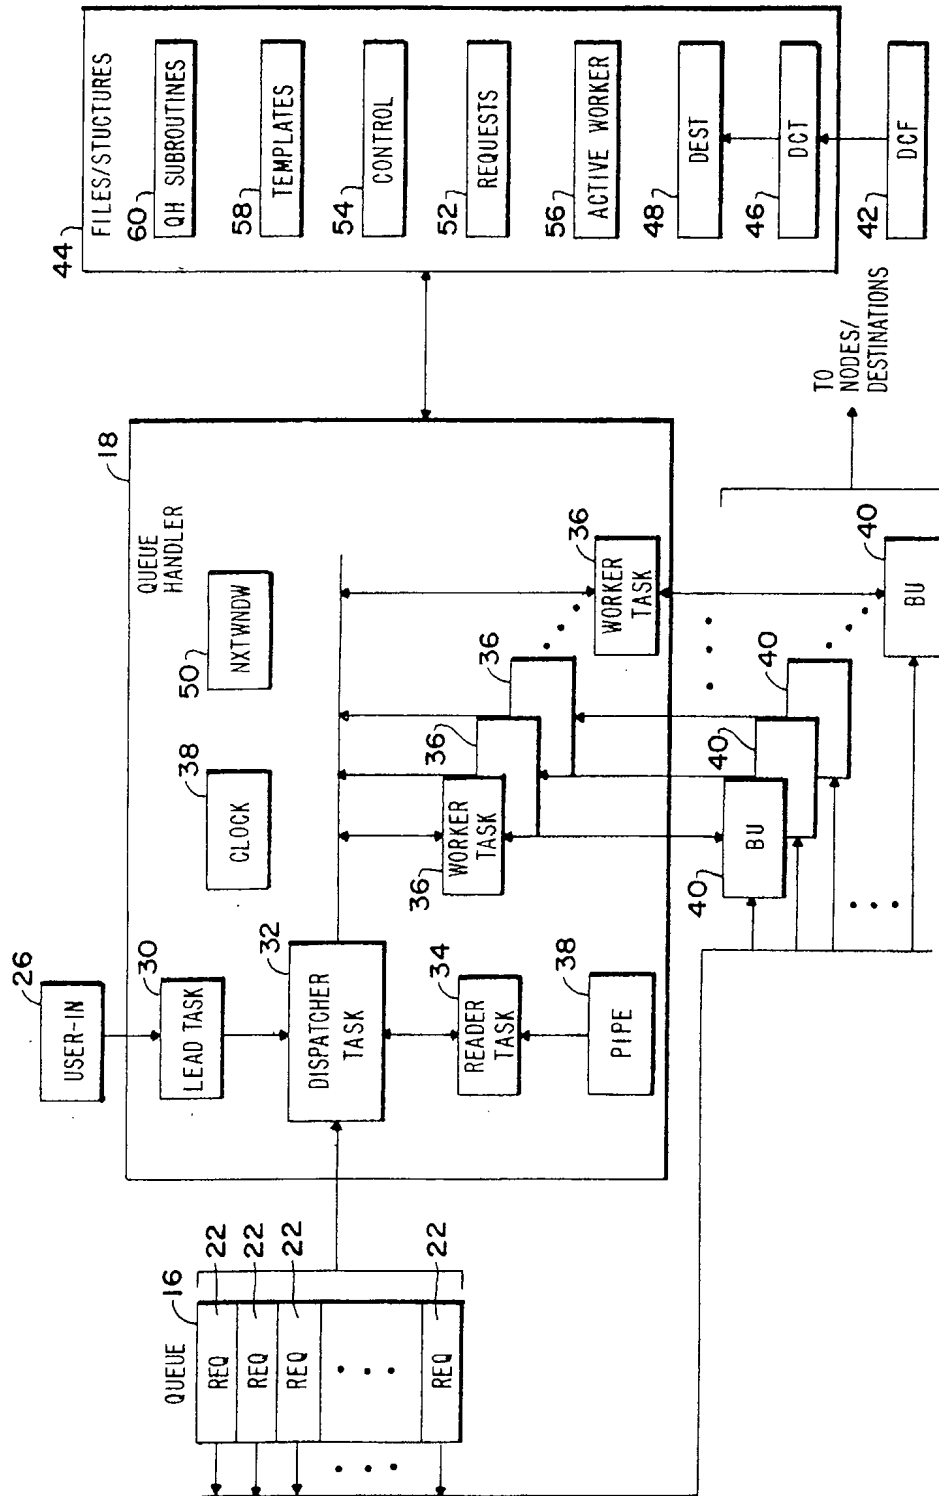 QUEUE
16
REQ
22
REQ
22
REQ
22
REQ
22
USER-IN
26
LEAD TASK
30
DISPATCHER
TASK
32
READER
TASK
34
PIPE
38
CLOCK
38
NXTWNDW
50
QUEUE
HANDLER
18
WORKER
TASK
36
36
36
WORKER
TASK
36
BU
40
40
40
BU
40
TO
NODES/
DESTINATIONS
44
FILES/STUCTURES
60
QH SUBROUTINES
58
TEMPLATES
54
CONTROL
52
REQUESTS
56
ACTIVE WORKER
48
DEST
46
DCT
42
DCF